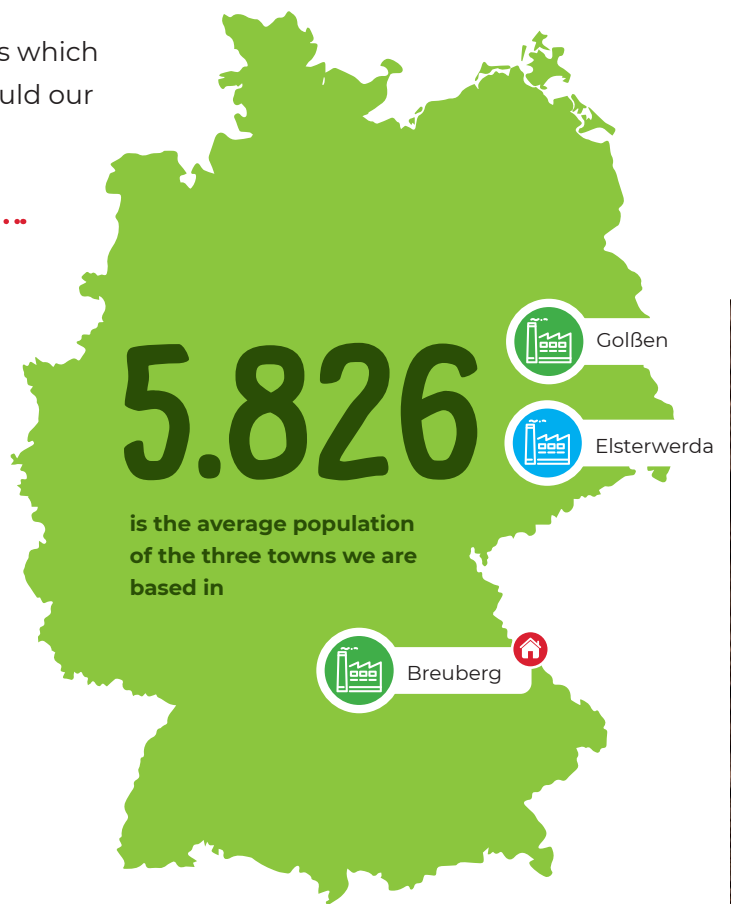 s which
uld our
5.826
is the average population
of the three towns we are
based in
Golßen
Elsterwerda
Breuberg